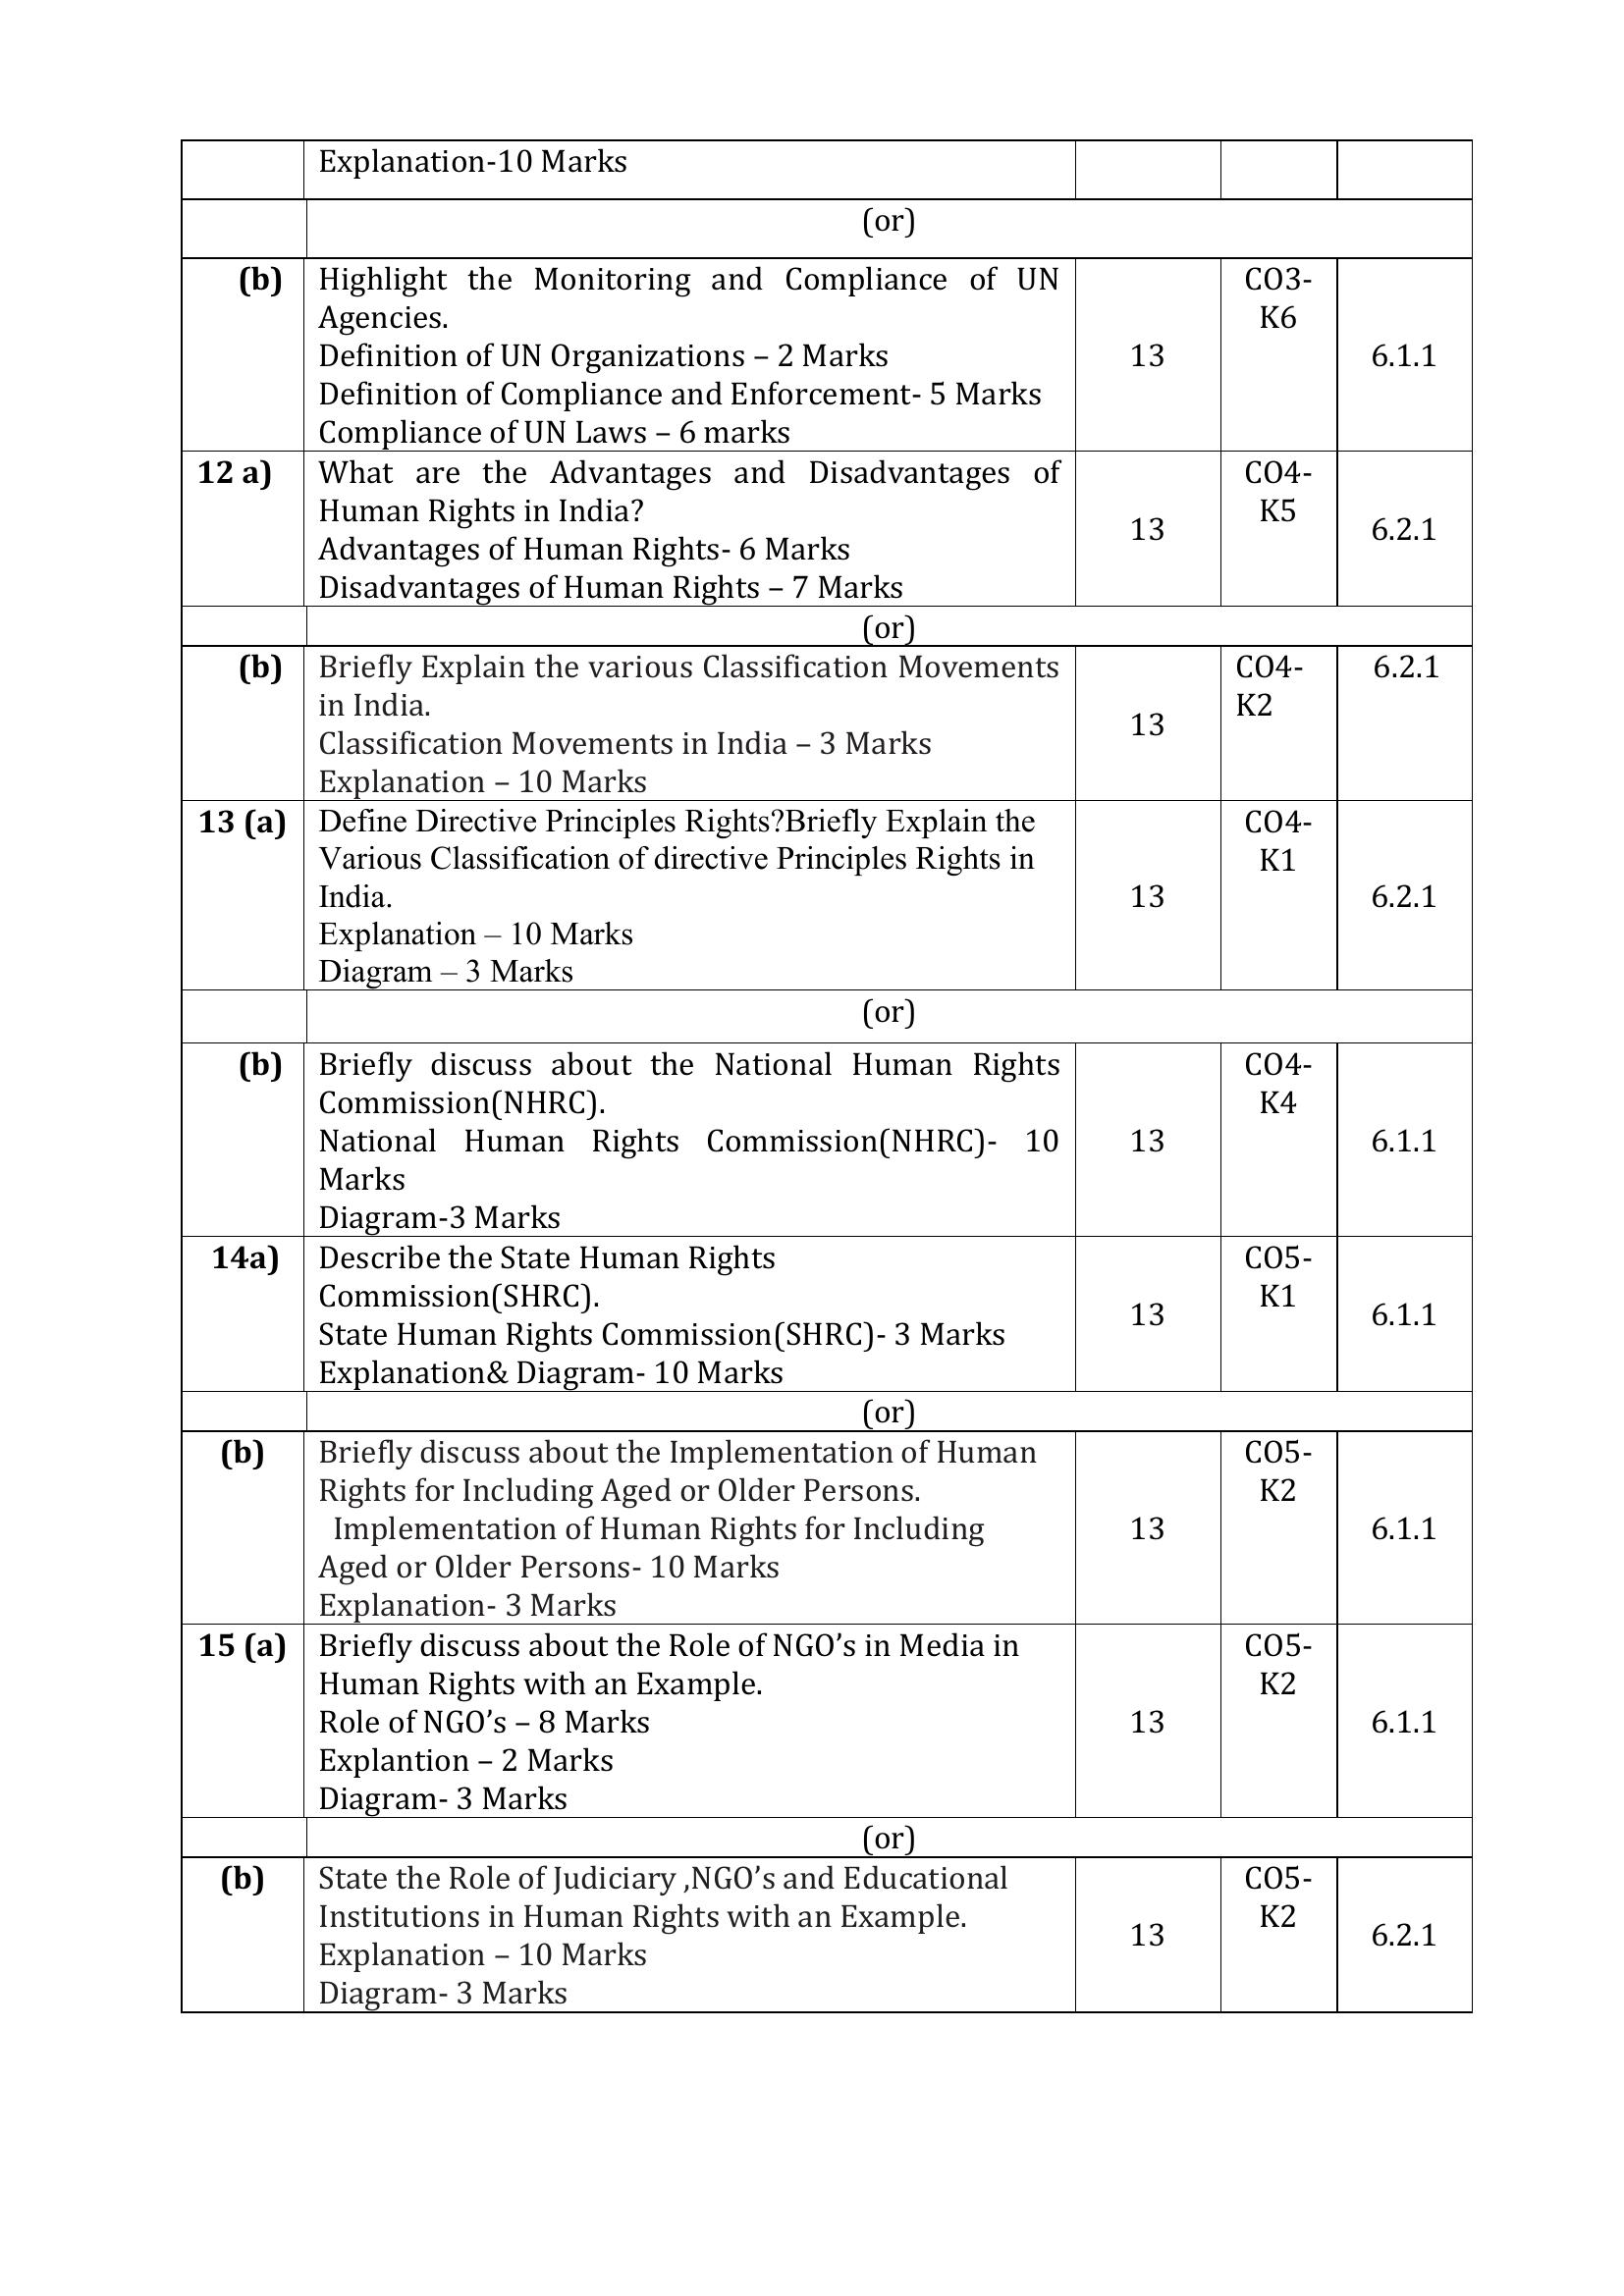 Explanation-10 Marks
(or)
(b) Highlight the Monitoring and Compliance of UN CO3-
Agencies. K6
Definition of UN Organizations – 2 Marks 13 6.1.1
Definition of Compliance and Enforcement- 5 Marks
Compliance of UN Laws – 6 marks
12 a) What are the Advantages and Disadvantages of CO4-
Human Rights in India? 13 K5 6.2.1
Advantages of Human Rights- 6 Marks
Disadvantages of Human Rights – 7 Marks
(or)
(b) Briefly Explain the various Classification Movements CO4- 6.2.1
in India. 13 K2
Classification Movements in India – 3 Marks
Explanation – 10 Marks
13 (a) Define Directive Principles Rights?Briefly Explain the CO4-
Various Classification of directive Principles Rights in K1
India. 13 6.2.1
Explanation – 10 Marks
Diagram – 3 Marks
(or)
(b) Briefly discuss about the National Human Rights CO4-
Commission(NHRC). K4
National Human Rights Commission(NHRC)- 10 13 6.1.1
Marks
Diagram-3 Marks
14a) Describe the State Human Rights CO5-
Commission(SHRC). 13 K1 6.1.1
State Human Rights Commission(SHRC)- 3 Marks
Explanation& Diagram- 10 Marks
(or)
(b) Briefly discuss about the Implementation of Human CO5-
Rights for Including Aged or Older Persons. K2
Implementation of Human Rights for Including 13 6.1.1
Aged or Older Persons- 10 Marks
Explanation- 3 Marks
15 (a) Briefly discuss about the Role of NGO’s in Media in CO5-
Human Rights with an Example. K2
Role of NGO’s – 8 Marks 13 6.1.1
Explantion – 2 Marks
Diagram- 3 Marks
(or)
(b) State the Role of Judiciary ,NGO’s and Educational CO5-
Institutions in Human Rights with an Example. 13 K2 6.2.1
Explanation – 10 Marks
Diagram- 3 Marks